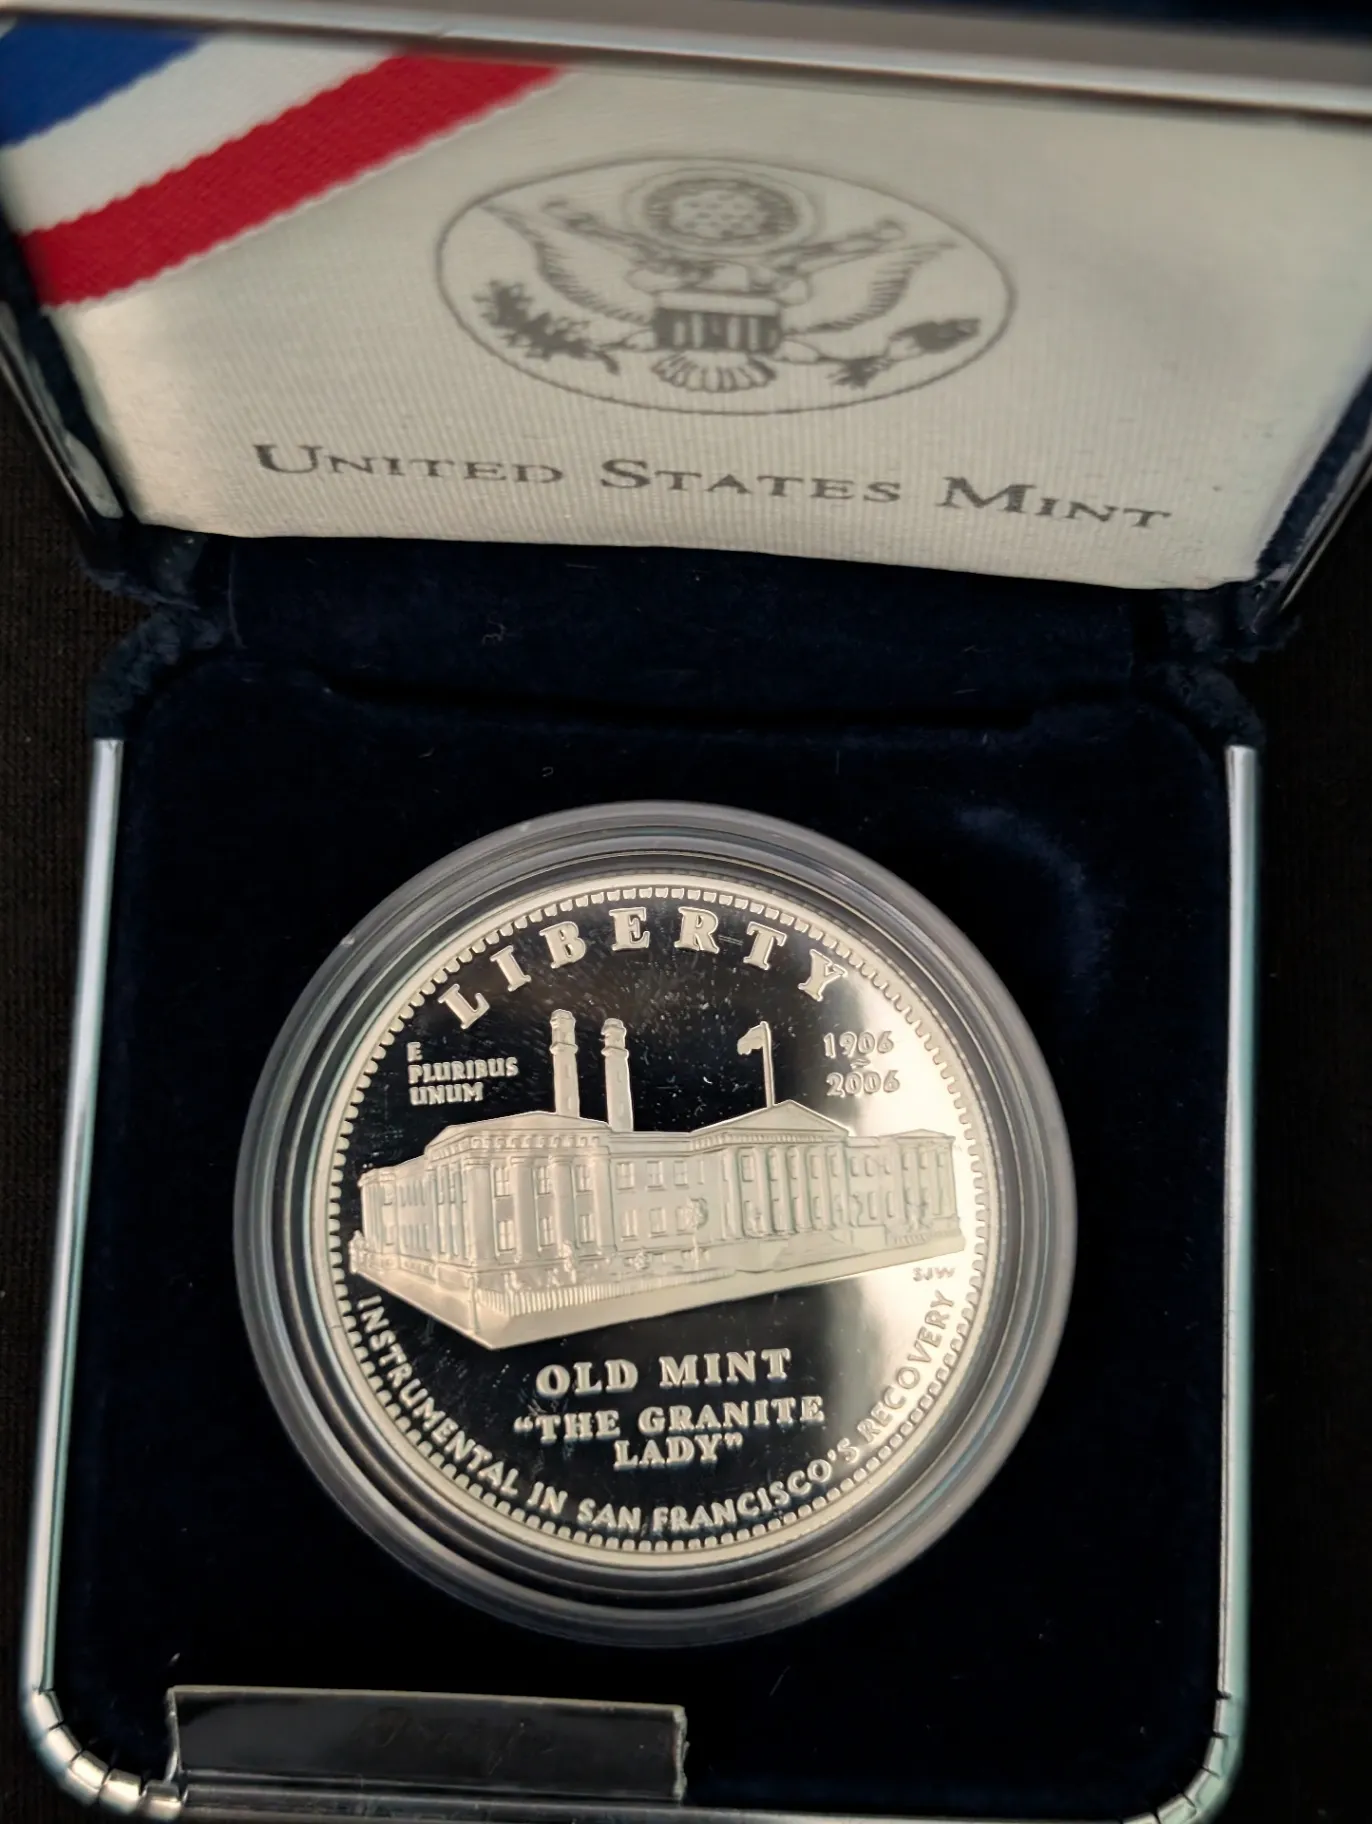 UNITED STATES MINT
LIBERTY
E
PLURIBUS
UNUM
1906
2006
SJW
OLD MINT
“THE GRANITE
LADY”
INSTRUMENTAL IN SAN FRANCISCO'S RECOVERY